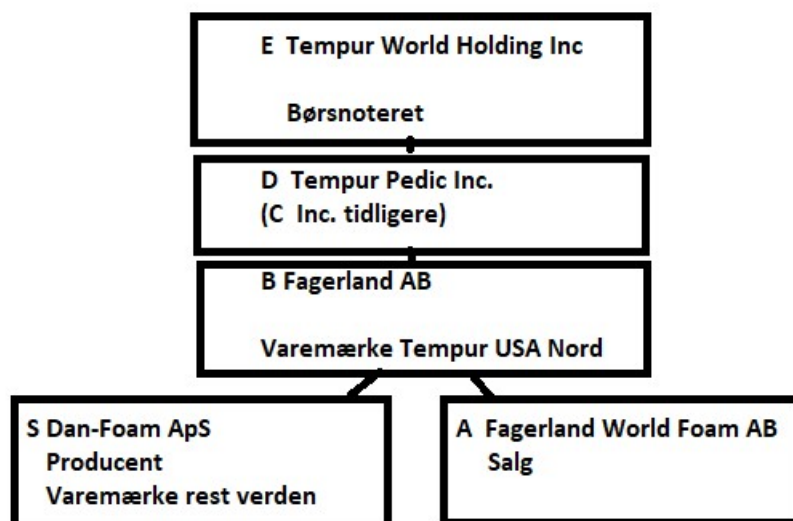 E Tempur World Holding Inc
Børsnoteret
D Tempur Pedic Inc.
(C Inc. tidligere)
B Fagerland AB
Varemærke Tempur USA Nord
S Dan-Foam ApS
Producent
Varemærke rest verden
A Fagerland World Foam AB
Salg